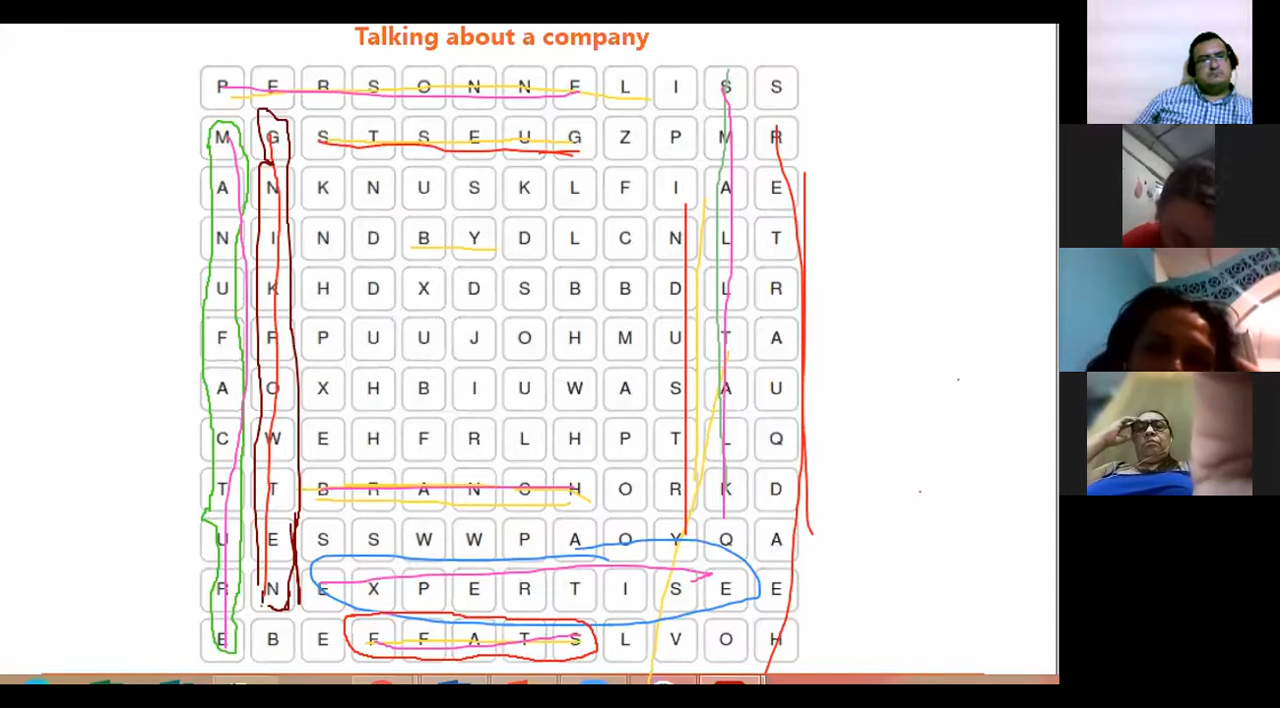 Talking about a company
P E R S O N N E L I S S
M G S T S E U G Z P M R
A N K N U S K L F I A E
N I N D B Y D L C N L T
U K H D X D S B B D L R
F R P U U J O H M U T A
A O X H B I U W A S A U
C W E H F R L H P T L Q
T T B R A N C H O R K D
U E S S W W P A O Y Q A
R N E X P E R T I S E E
E B E F F A T S L V O H